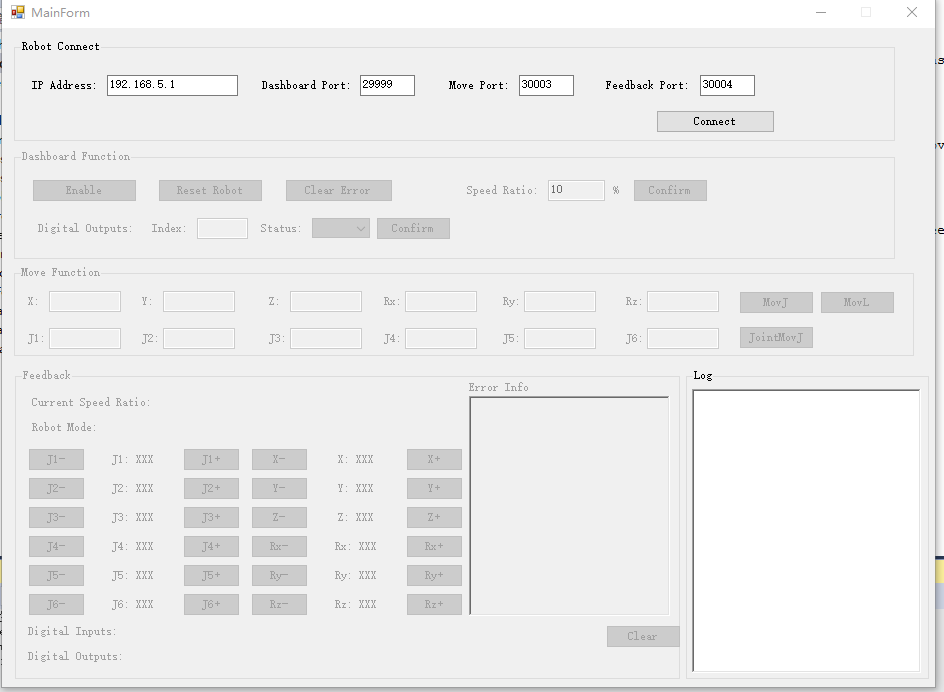 MainForm
Robot Connect
IP Address: 192.168.5.1 Dashboard Port: 29999 Move Port: 30003 Feedback Port: 30004
Connect
Dashboard Function
Enable Reset Robot Clear Error Speed Ratio: 10 % Confirm
Digital Outputs: Index: Status: Confirm
Move Function
X: Y: Z: Rx: Ry: Rz: MovJ MovL
J1: J2: J3: J4: J5: J6: JointMovJ
Feedback
Current Speed Ratio:
Robot Mode:
J1- J1: XXX J1+ X- X: XXX X+
J2- J2: XXX J2+ Y- Y: XXX Y+
J3- J3: XXX J3+ Z- Z: XXX Z+
J4- J4: XXX J4+ Rx- Rx: XXX Rx+
J5- J5: XXX J5+ Ry- Ry: XXX Ry+
J6- J6: XXX J6+ Rz- Rz: XXX Rz+
Digital Inputs:
Digital Outputs:
Error Info
Clear
Log